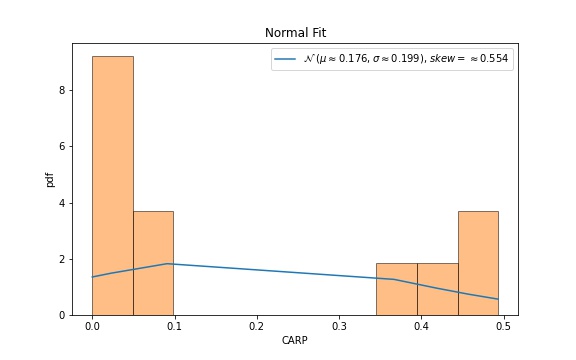 Normal Fit
𝒩(μ ≈ 0.176, σ ≈ 0.199), skew = ≈ 0.554
8
6
4
2
0
pdf
0.0 0.1 0.2 0.3 0.4 0.5
CARP